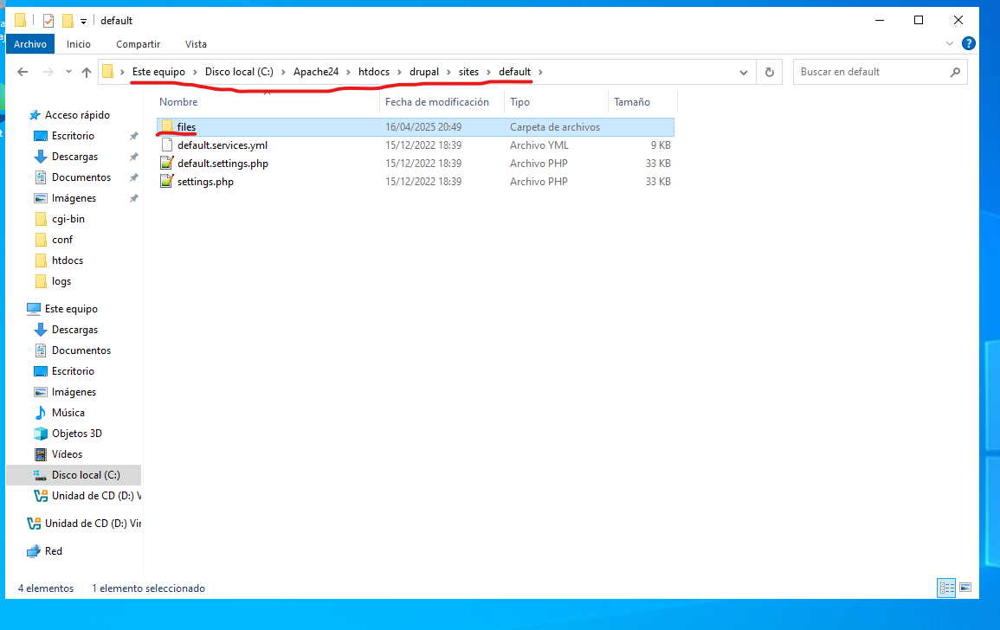 default
Archivo Inicio Compartir Vista
Este equipo Disco local (C:) Apache24 htdocs drupal sites default
Buscar en default
Nombre Fecha de modificación Tipo Tamaño
files 16/04/2025 20:49 Carpeta de archivos
default.services.yml 15/12/2022 18:39 Archivo YML 9 KB
default.settings.php 15/12/2022 18:39 Archivo PHP 33 KB
settings.php 15/12/2022 18:39 Archivo PHP 33 KB
Acceso rápido
Escritorio
Descargas
Documentos
Imágenes
cgi-bin
conf
htdocs
logs
Este equipo
Descargas
Documentos
Escritorio
Imágenes
Música
Objetos 3D
Vídeos
Disco local (C:)
Unidad de CD (D:) V
Unidad de CD (D:) Vir
Red
4 elementos 1 elemento seleccionado